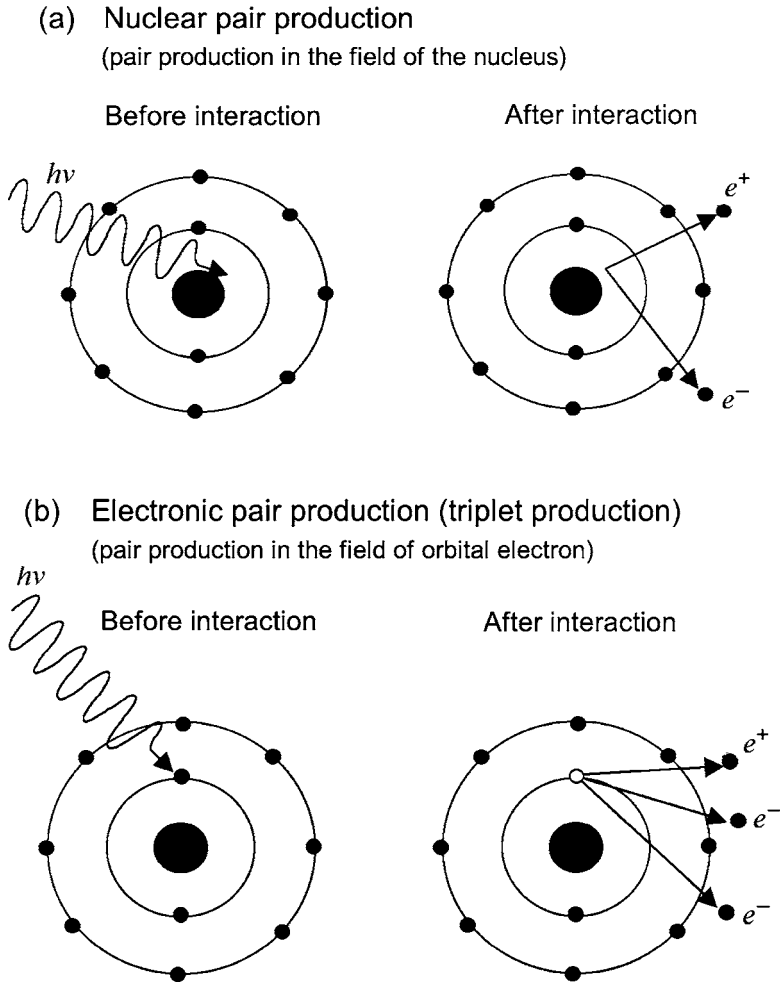 (a) Nuclear pair production
(pair production in the field of the nucleus)
Before interaction
After interaction
hν
e+
e−
(b) Electronic pair production (triplet production)
(pair production in the field of orbital electron)
hν
Before interaction
After interaction
e+
e−
e−